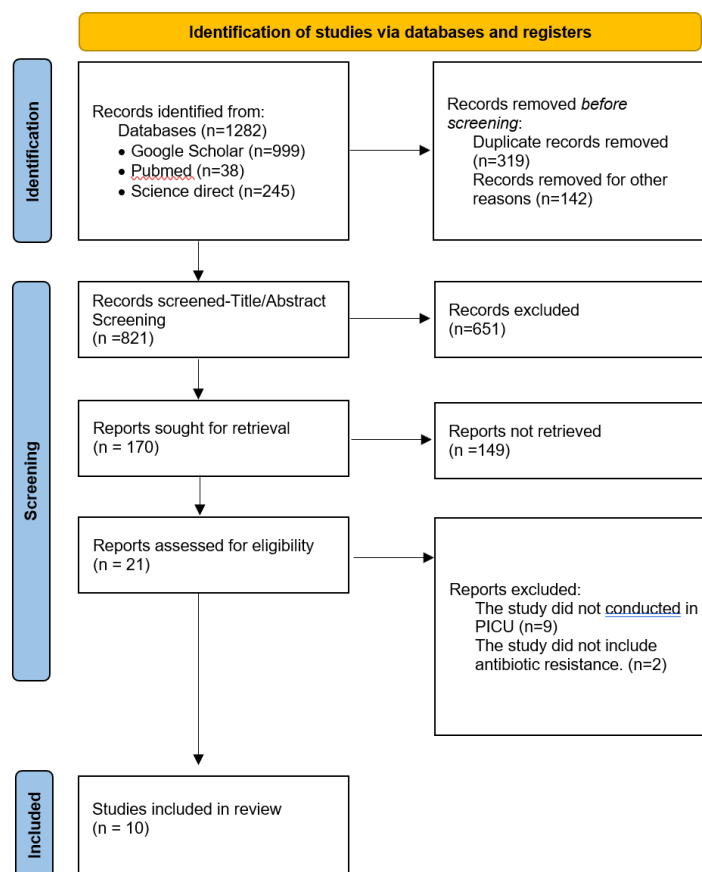 Identification of studies via databases and registers
Identification
Records identified from:
Databases (n=1282)
• Google Scholar (n=999)
• Pubmed (n=38)
• Science direct (n=245)
Records removed before
screening:
Duplicate records removed
(n=319)
Records removed for other
reasons (n=142)
Screening
Records screened-Title/Abstract
Screening
(n =821)
Records excluded
(n=651)
Reports sought for retrieval
(n = 170)
Reports not retrieved
(n =149)
Reports assessed for eligibility
(n = 21)
Reports excluded:
The study did not conducted in
PICU (n=9)
The study did not include
antibiotic resistance. (n=2)
Included
Studies included in review
(n = 10)